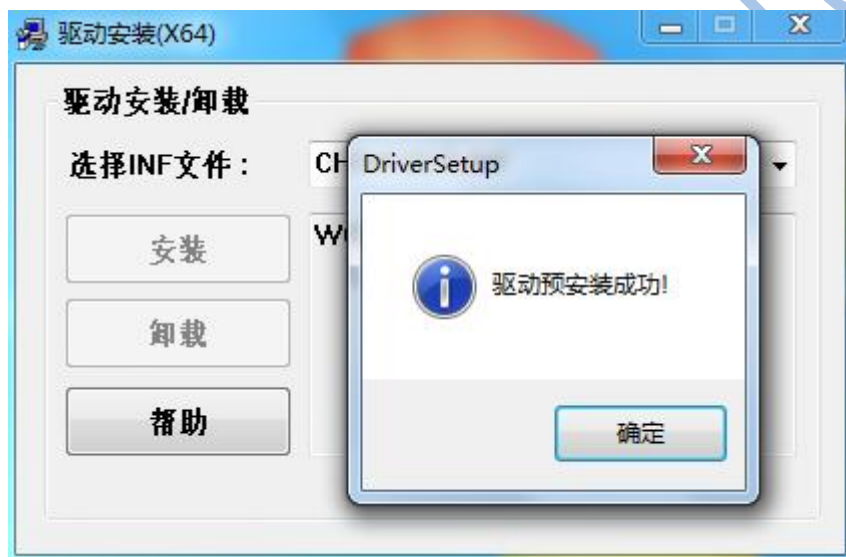 驱动安装(X64)
驱动安装/卸载
选择INF文件：
CH
DriverSetup
安装
W
驱动预安装成功!
卸载
帮助
确定